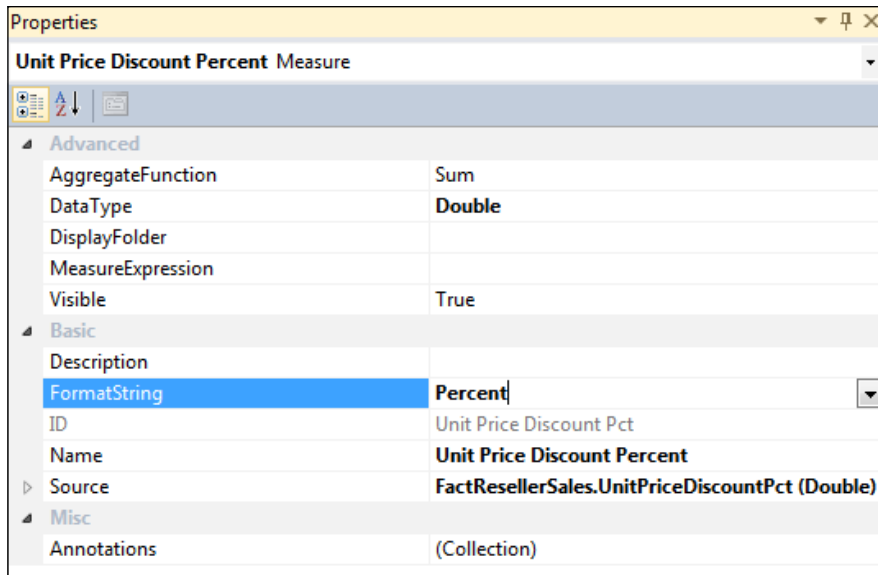 Properties
Unit Price Discount Percent Measure
Advanced
AggregateFunction Sum
DataType Double
DisplayFolder
MeasureExpression
Visible True
Basic
Description
FormatString Percent
ID Unit Price Discount Pct
Name Unit Price Discount Percent
Source FactResellerSales.UnitPriceDiscountPct (Double)
Misc
Annotations (Collection)